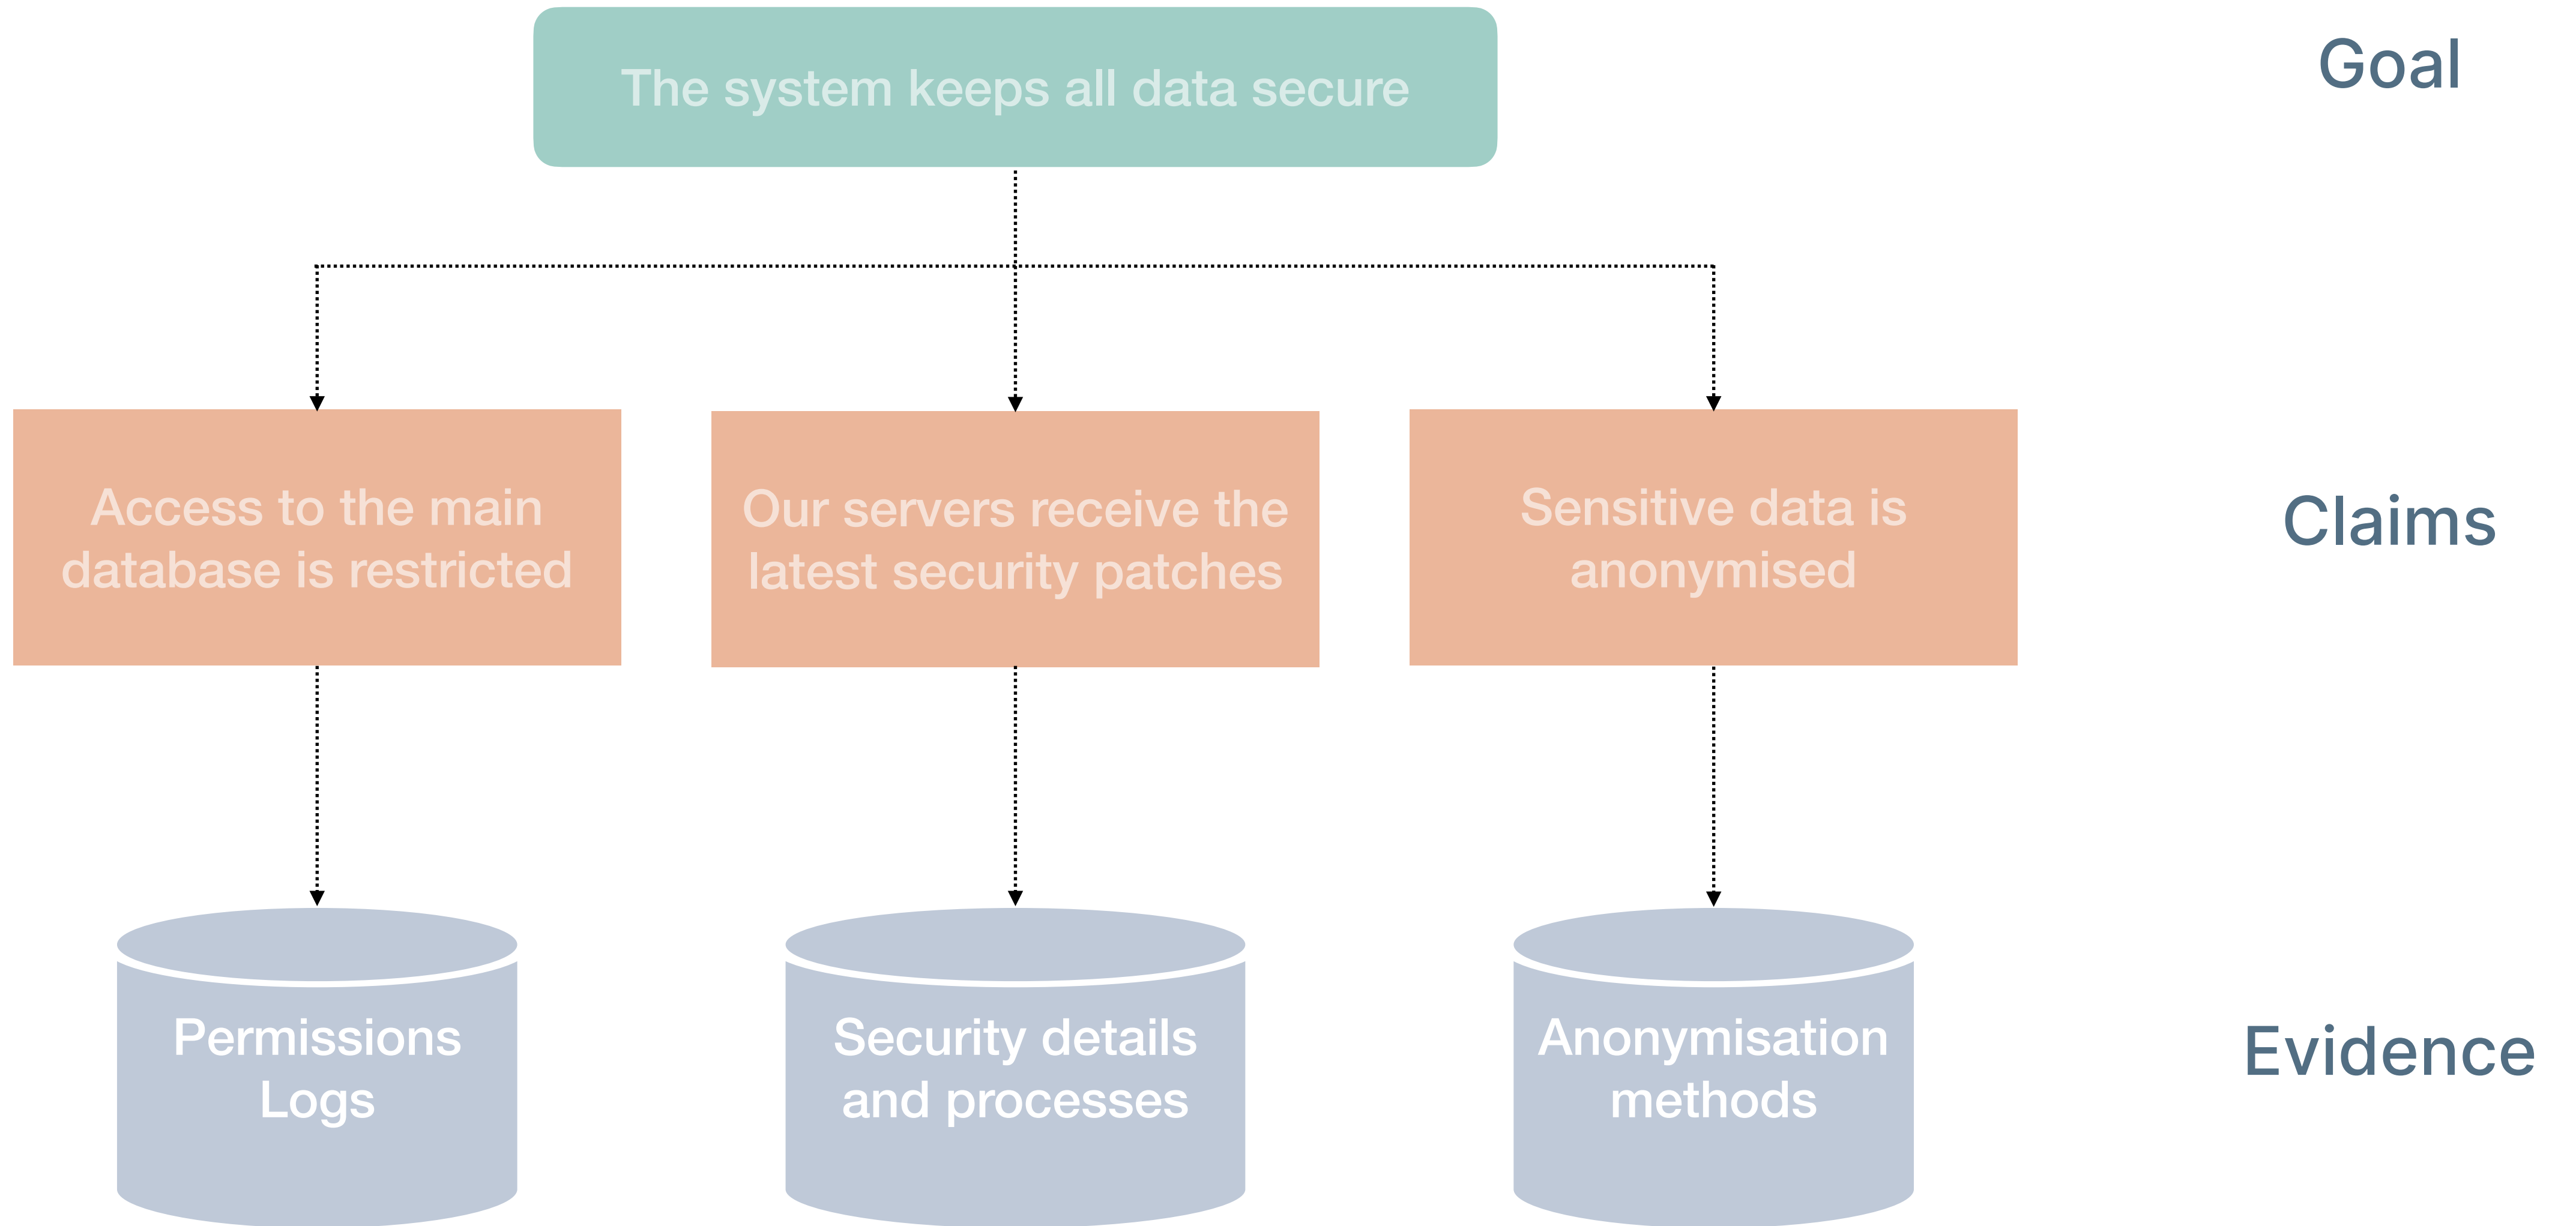 The system keeps all data secure
Goal
Access to the main
database is restricted
Our servers receive the
latest security patches
Sensitive data is
anonymised
Claims
Permissions
Logs
Security details
and processes
Anonymisation
methods
Evidence